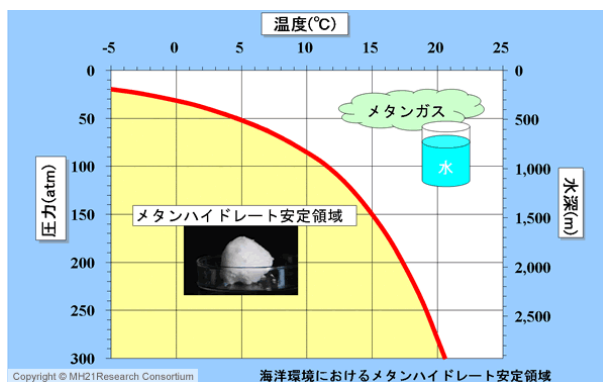 温度(℃)
-5 0 5 10 15 20 25
0 0
50 500
100 1,000
150 1,500
200 2,000
250 2,500
300
圧力(atm)
水深(m)
メタンガス
水
メタンハイドレート安定領域
Copyright © MH21Research Consortium
海洋環境におけるメタンハイドレート安定領域